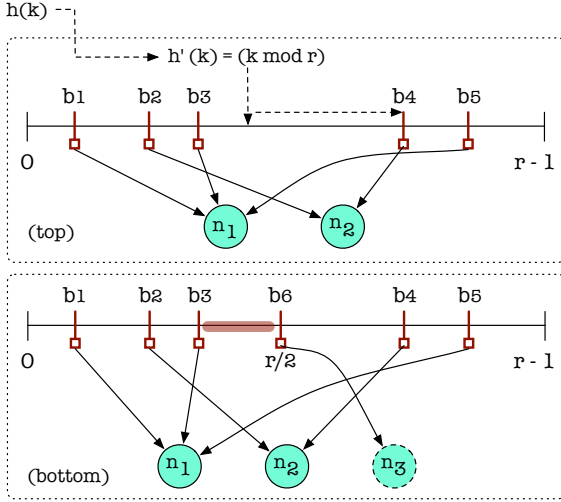 h(k)
h'(k) = (k mod r)
b1 b2 b3 b4 b5
0 r - 1
n1 n2
(top)
b1 b2 b3 b6 b4 b5
0 r/2 r - 1
n1 n2 n3
(bottom)